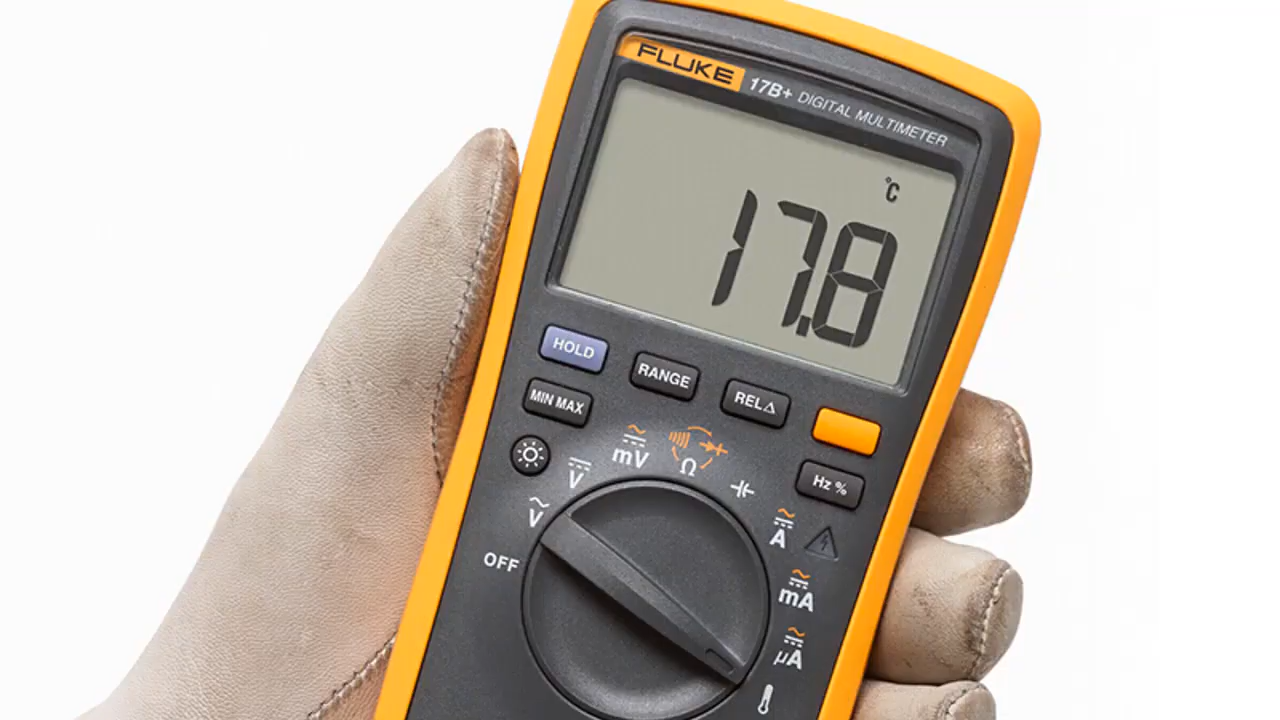 FLUKE 17B+ DIGITAL MULTIMETER
°C
17.8
HOLD
RANGE
REL△
MIN MAX
Hz %
mV
Ω
V
V
A
OFF
mA
µA